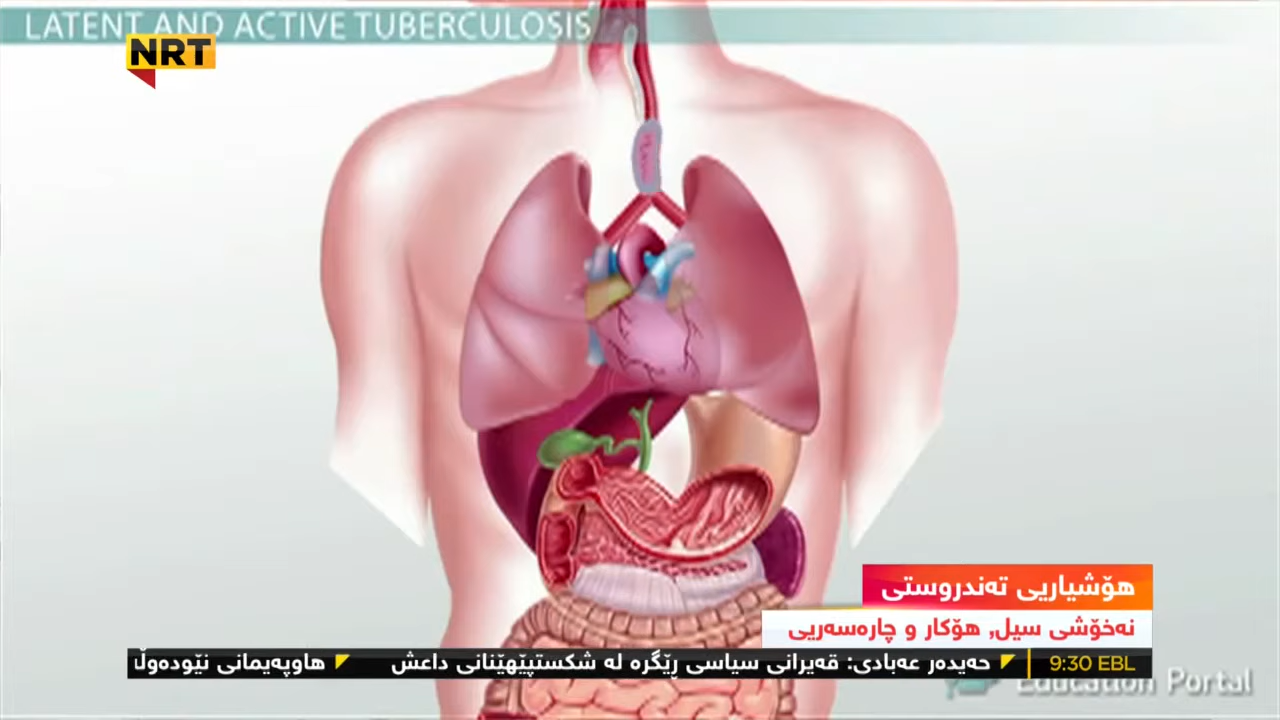 LATENT AND ACTIVE TUBERCULOSIS
NRT
هۆشیاریی تەندروستی
نەخۆشی سیل, هۆکار و چارەسەریی
9:30 EBL
حەیدەر عەبادی: قەیرانی سیاسی ڕێگرە لە شکستپێهێنانی داعش
هاوپەیمانی نێودەوڵ
Education Portal